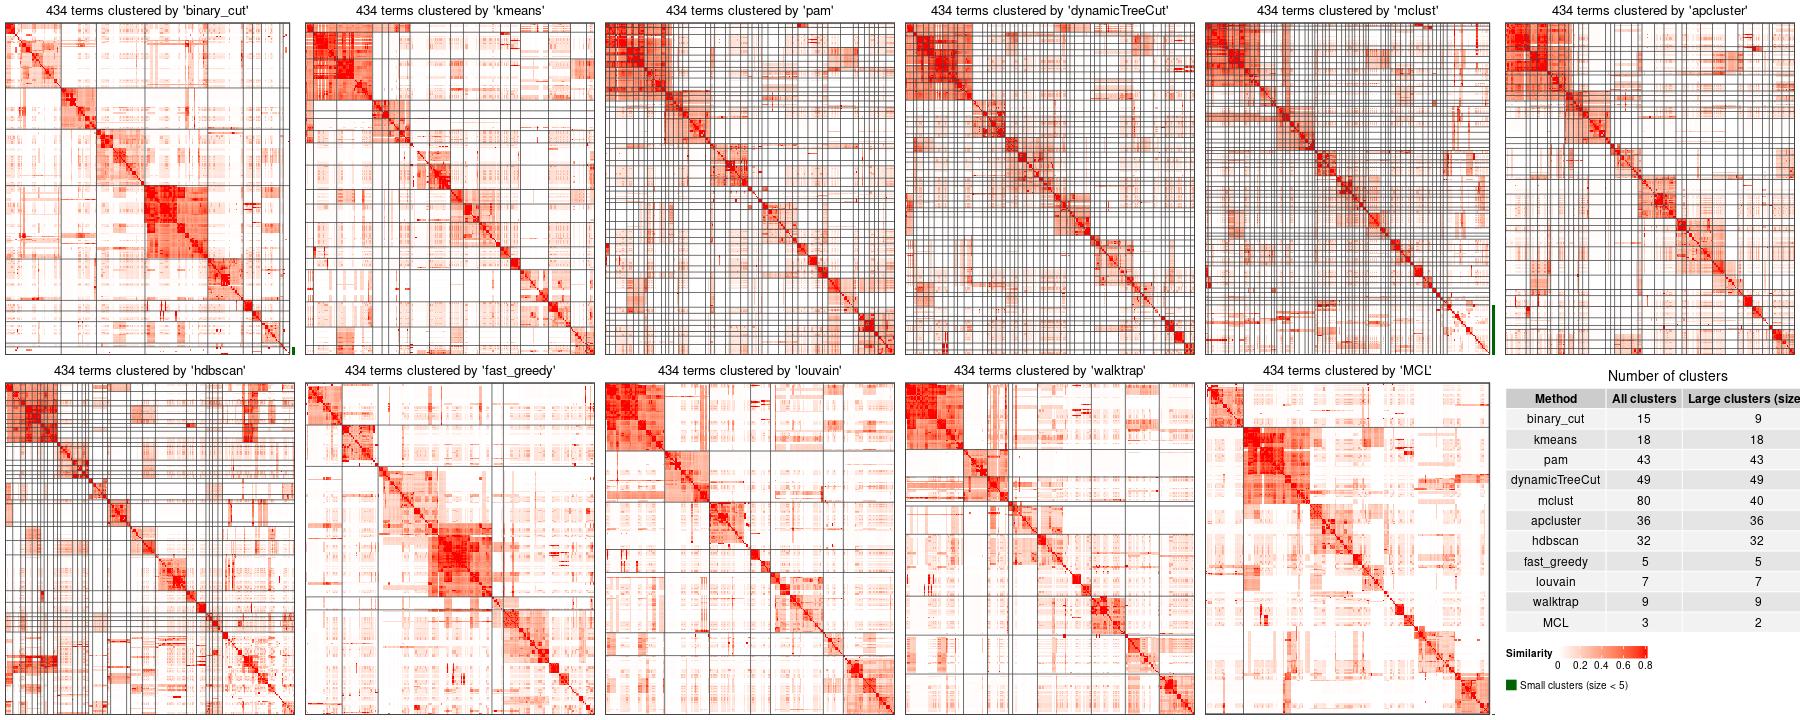 434 terms clustered by 'binary_cut'
434 terms clustered by 'kmeans'
434 terms clustered by 'pam'
434 terms clustered by 'dynamicTreeCut'
434 terms clustered by 'mclust'
434 terms clustered by 'apcluster'
434 terms clustered by 'hdbscan'
434 terms clustered by 'fast_greedy'
434 terms clustered by 'louvain'
434 terms clustered by 'walktrap'
434 terms clustered by 'MCL'
Number of clusters
Method All clusters Large clusters (size
binary_cut 15 9
kmeans 18 18
pam 43 43
dynamicTreeCut 49 49
mclust 80 40
apcluster 36 36
hdbscan 32 32
fast_greedy 5 5
louvain 7 7
walktrap 9 9
MCL 3 2
Similarity
0 0.2 0.4 0.6 0.8
Small clusters (size < 5)